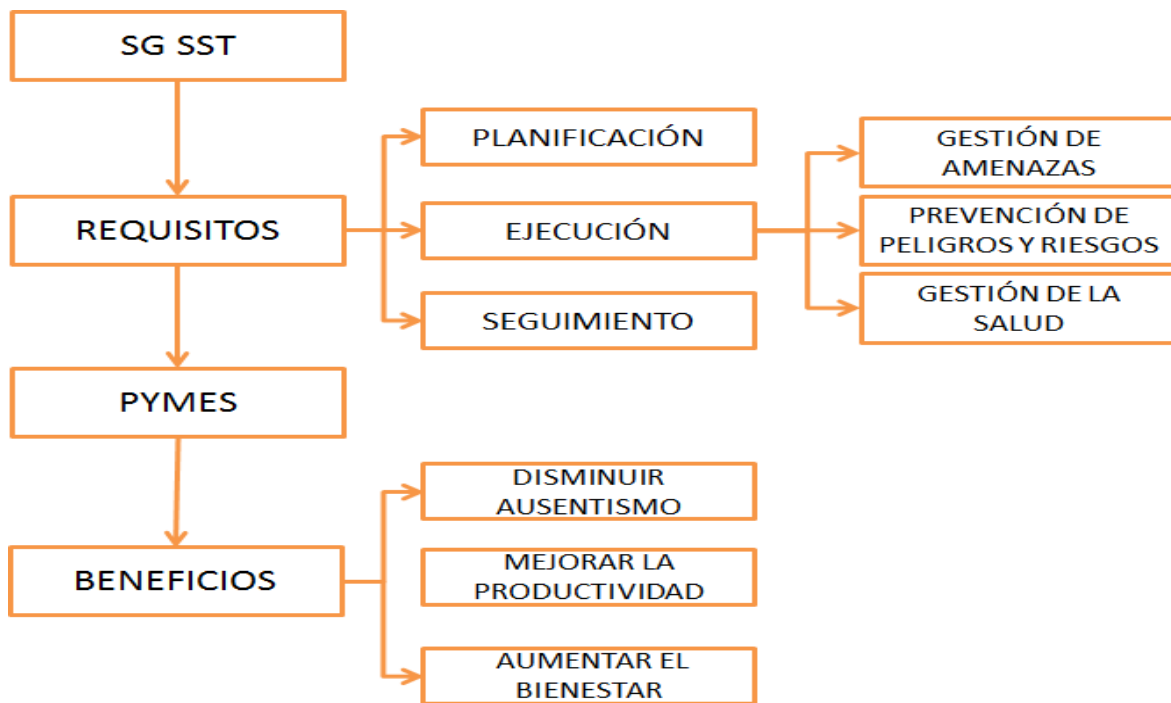 SG SST
REQUISITOS
PLANIFICACIÓN
EJECUCIÓN
SEGUIMIENTO
GESTIÓN DE
AMENAZAS
PREVENCIÓN DE
PELIGROS Y RIESGOS
GESTIÓN DE LA
SALUD
PYMES
BENEFICIOS
DISMINUIR
AUSENTISMO
MEJORAR LA
PRODUCTIVIDAD
AUMENTAR EL
BIENESTAR